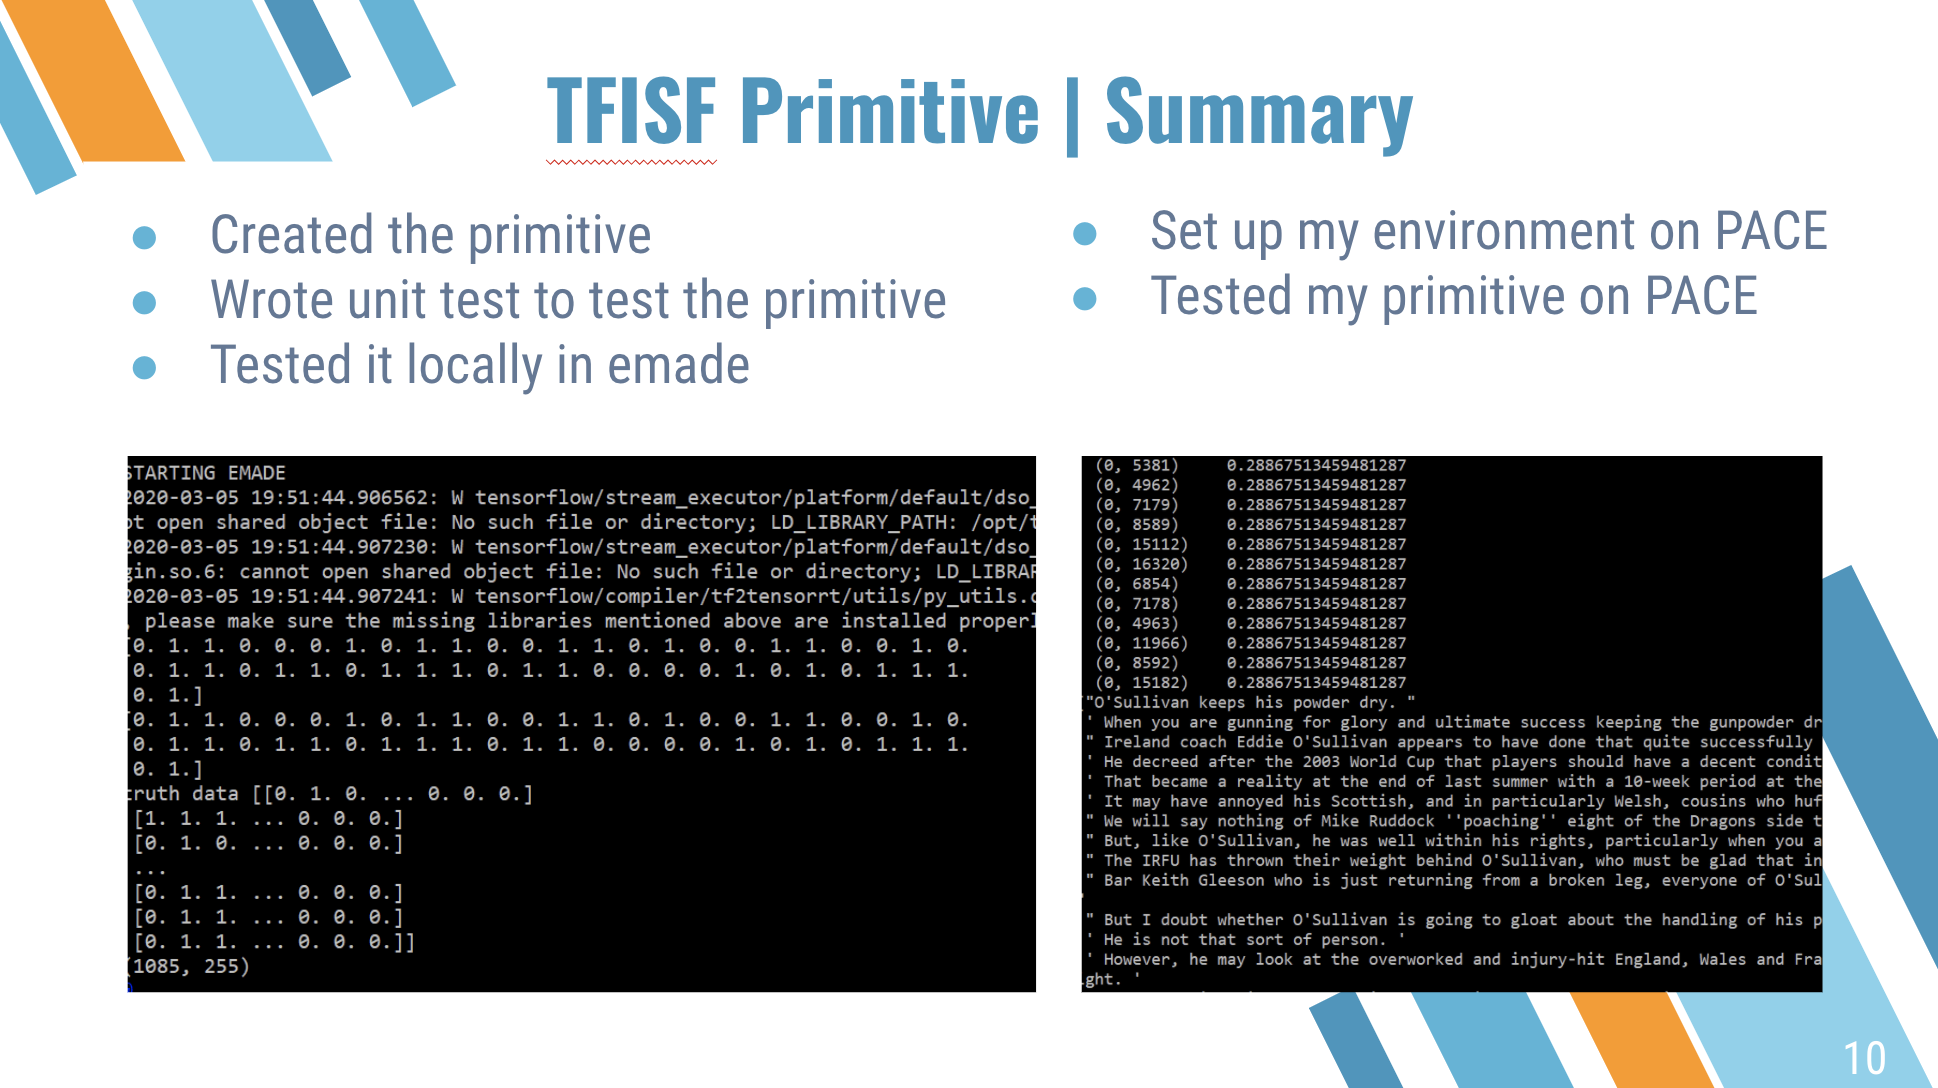 TFISF Primitive | Summary
● Created the primitive
● Wrote unit test to test the primitive
● Tested it locally in emade
● Set up my environment on PACE
● Tested my primitive on PACE
STARTING EMADE
2020-03-05 19:51:44.906562: W tensorflow/stream_executor/platform/default/dso_
ot open shared object file: No such file or directory; LD_LIBRARY_PATH: /opt/t
2020-03-05 19:51:44.907230: W tensorflow/stream_executor/platform/default/dso_
gin.so.6: cannot open shared object file: No such file or directory; LD_LIBRAR
2020-03-05 19:51:44.907241: W tensorflow/compiler/tf2tensorrt/utils/py_utils.c
, please make sure the missing libraries mentioned above are installed properl
[0. 1. 1. 0. 0. 0. 1. 0. 1. 1. 0. 0. 1. 1. 0. 1. 0. 0. 1. 1. 0. 0. 1. 0.
0. 1. 1. 0. 1. 1. 0. 1. 1. 1. 0. 1. 1. 0. 0. 0. 0. 1. 0. 1. 0. 1. 1. 1.
0. 1.]
[0. 1. 1. 0. 0. 0. 1. 0. 1. 1. 0. 0. 1. 1. 0. 1. 0. 0. 1. 1. 0. 0. 1. 0.
0. 1. 1. 0. 1. 1. 0. 1. 1. 1. 0. 1. 1. 0. 0. 0. 0. 1. 0. 1. 0. 1. 1. 1.
0. 1.]
truth data [[0. 1. 0. ... 0. 0. 0.]
[1. 1. 1. ... 0. 0. 0.]
[0. 1. 0. ... 0. 0. 0.]
...
[0. 1. 1. ... 0. 0. 0.]
[0. 1. 1. ... 0. 0. 0.]
[0. 1. 1. ... 0. 0. 0.]]
(1085, 255)
(0, 5381) 0.28867513459481287
(0, 4962) 0.28867513459481287
(0, 7179) 0.28867513459481287
(0, 8589) 0.28867513459481287
(0, 15112) 0.28867513459481287
(0, 16320) 0.28867513459481287
(0, 6854) 0.28867513459481287
(0, 7178) 0.28867513459481287
(0, 4963) 0.28867513459481287
(0, 11966) 0.28867513459481287
(0, 8592) 0.28867513459481287
(0, 15182) 0.28867513459481287
"O'Sullivan keeps his powder dry. "
' When you are gunning for glory and ultimate success keeping the gunpowder dr
" Ireland coach Eddie O'Sullivan appears to have done that quite successfully
' He decreed after the 2003 World Cup that players should have a decent condit
' That became a reality at the end of last summer with a 10-week period at the
' It may have annoyed his Scottish, and in particularly Welsh, cousins who huf
" We will say nothing of Mike Ruddock ''poaching'' eight of the Dragons side t
" But, like O'Sullivan, he was well within his rights, particularly when you a
" The IRFU has thrown their weight behind O'Sullivan, who must be glad that in
" Bar Keith Gleeson who is just returning from a broken leg, everyone of O'Sul
" But I doubt whether O'Sullivan is going to gloat about the handling of his p
' He is not that sort of person. '
' However, he may look at the overworked and injury-hit England, Wales and Fra
ght. '
10